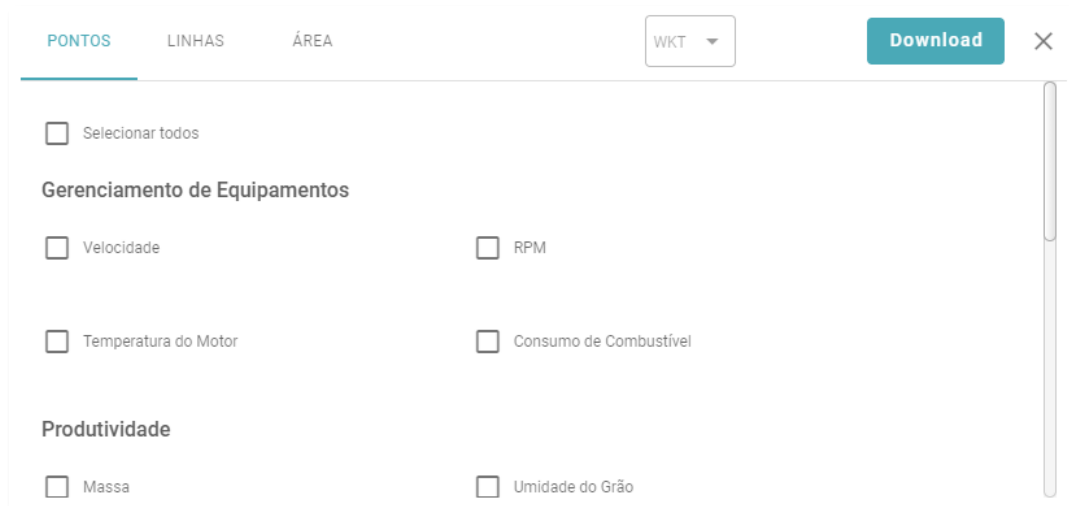 PONTOS LINHAS ÁREA WKT Download
Selecionar todos
Gerenciamento de Equipamentos
Velocidade RPM
Temperatura do Motor Consumo de Combustível
Produtividade
Massa Umidade do Grão